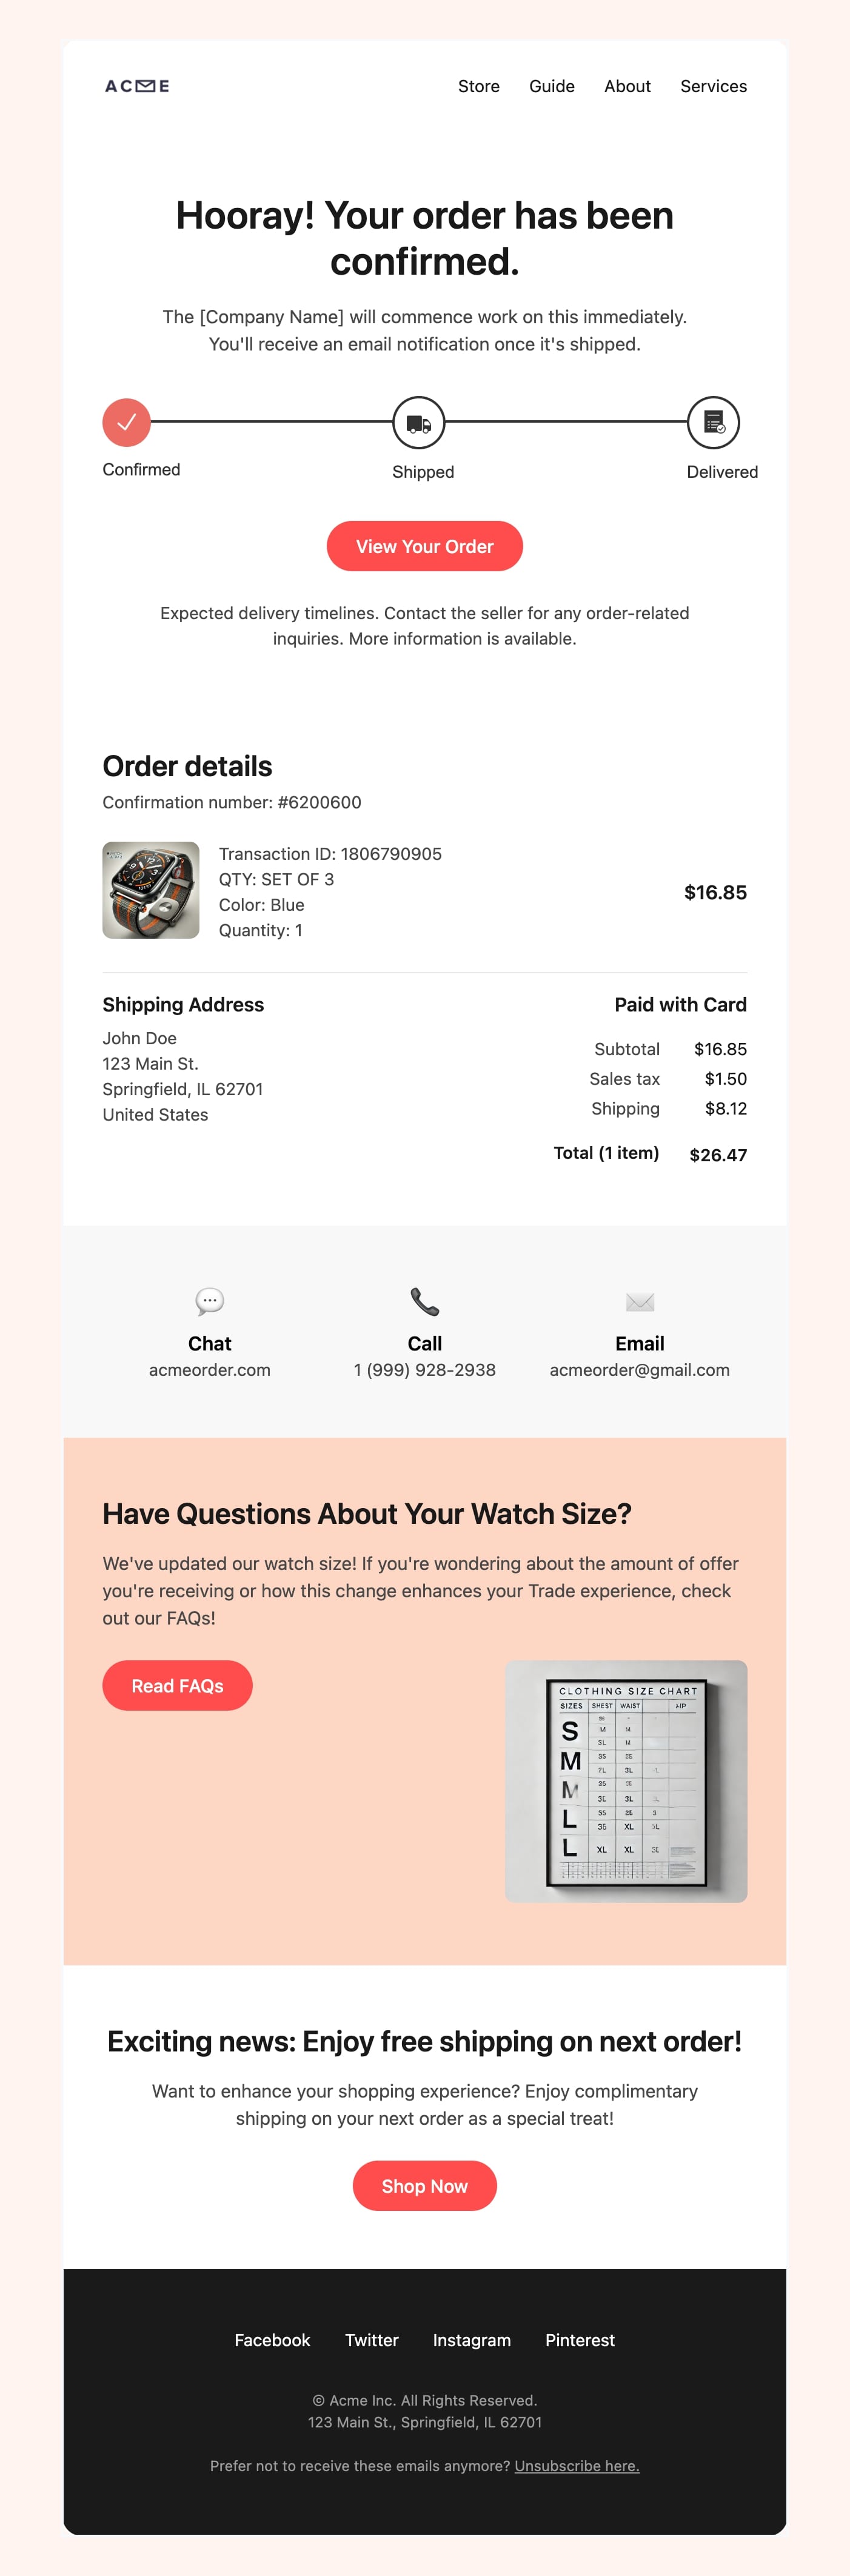 ACME
Store Guide About Services
Hooray! Your order has been
confirmed.
The [Company Name] will commence work on this immediately.
You'll receive an email notification once it's shipped.
Confirmed
Shipped
Delivered
View Your Order
Expected delivery timelines. Contact the seller for any order-related
inquiries. More information is available.
Order details
Confirmation number: #6200600
Transaction ID: 1806790905
QTY: SET OF 3
Color: Blue
Quantity: 1
$16.85
Shipping Address
John Doe
123 Main St.
Springfield, IL 62701
United States
Paid with Card
Subtotal $16.85
Sales tax $1.50
Shipping $8.12
Total (1 item) $26.47
Chat
acmeorder.com
Call
1 (999) 928-2938
Email
acmeorder@gmail.com
Have Questions About Your Watch Size?
We've updated our watch size! If you're wondering about the amount of offer
you're receiving or how this change enhances your Trade experience, check
out our FAQs!
Read FAQs
CLOTHING SIZE CHART
SIZES SHEST WAIST
S
M
M
L
L
XL XL
Exciting news: Enjoy free shipping on next order!
Want to enhance your shopping experience? Enjoy complimentary
shipping on your next order as a special treat!
Shop Now
Facebook Twitter Instagram Pinterest
© Acme Inc. All Rights Reserved.
123 Main St., Springfield, IL 62701
Prefer not to receive these emails anymore? Unsubscribe here.